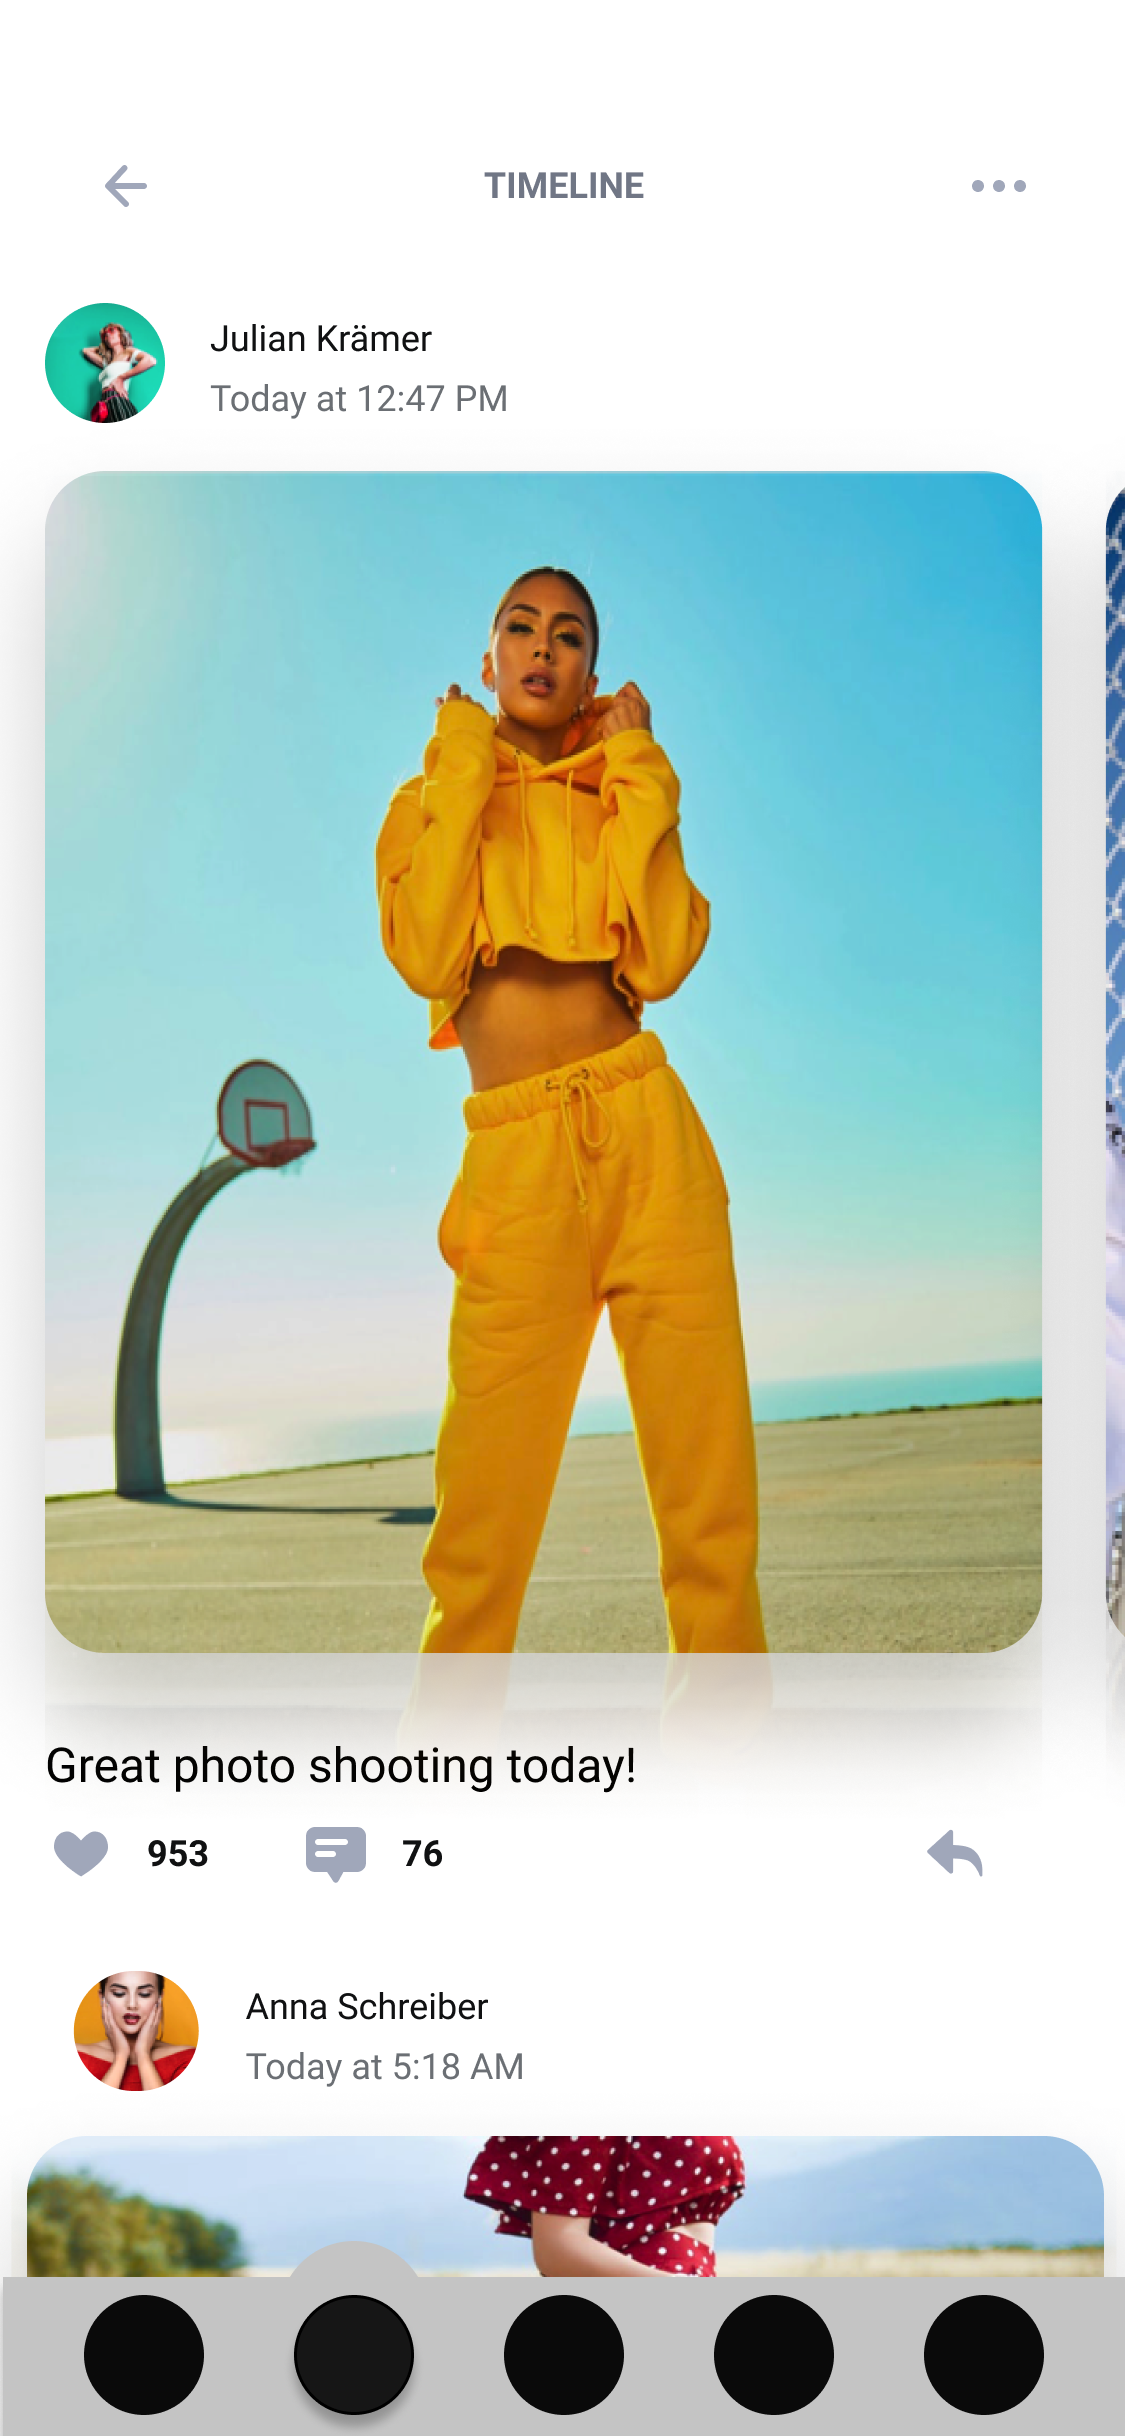 TIMELINE
Julian Krämer
Today at 12:47 PM
Great photo shooting today!
953 76
Anna Schreiber
Today at 5:18 AM